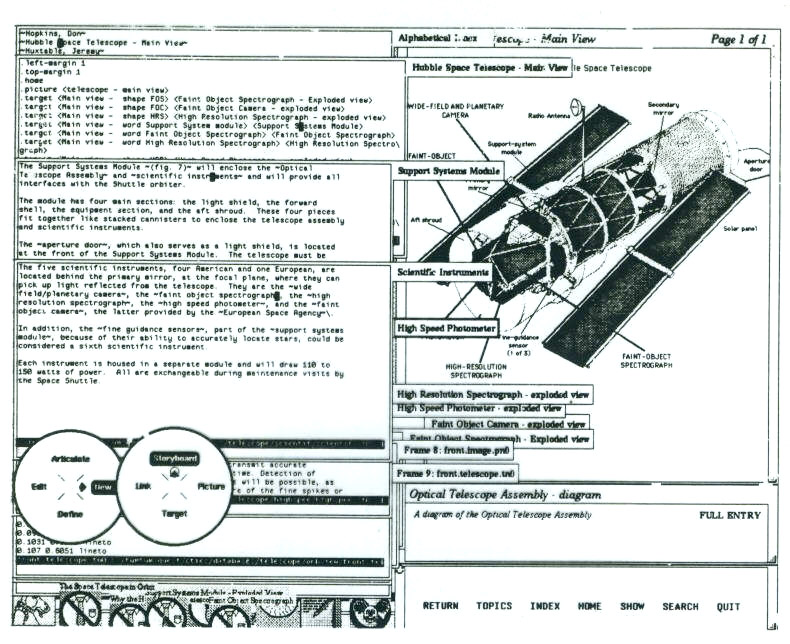 ~Hopkins, Don~
~Hubble Space Telescope - Main View~
~Huxtable, Jeremy~
.left-margin 1
.top-margin 1
.home
.picture <telescope - main view>
.target <Main view - shape FOS> <Faint Object Spectrograph - Exploded view>
.target <Main view - shape FOC> <Faint Object Camera - exploded view>
.target <Main view - shape HRS> <High Resolution Spectrograph - exploded view>
.target <Main view - word Support System module> <Support Systems Module>
.target <Main view - word Faint Object Spectrograph> <Faint Object Spectrograph>
.target <Main view - word High Resolution Spectrograph> <High Resolution Spectro\
graph>
The Support Systems Module ~(fig. 7)~ will enclose the ~Optical
Telescope Assembly~ and ~scientific instruments~ and will provide all
interfaces with the Shuttle orbiter.
The module has four main sections: the light shield, the forward
shell, the equipment section, and the aft shroud. These four pieces
fit together like stacked cannisters to enclose the telescope assembly
and scientific instruments.
The ~aperture door~, which also serves as a light shield, is located
at the front of the Support Systems Module. The telescope must be
The five scientific instruments, four American and one European, are
located behind the primary mirror, at the focal plane, where they can
pick up light reflected from the telescope. They are the ~wide
field/planetary camera~, the ~faint object spectrograph~, the ~high
resolution spectrograph~, the ~high speed photometer~, and the ~faint
object camera~, the latter provided by the ~European Space Agency~\.
In addition, the ~fine guidance sensors~, part of the ~support systems
module~, because of their ability to accurately locate stars, could be
considered a sixth scientific instrument.
Each instrument is housed in a separate module and will draw 110 to
150 watts of power. All are exchangeable during maintenance visits by
the Space Shuttle.
transmit accurate
time. Detection of
will be possible, as
of the fine spikes or
Articulate
Edit
New
Define
Storyboard
Link
Picture
Target
0.1031
0.107 0.6051 lineto
The Space Telescope in Orbit
Support Systems Module - Exploded View
Why the
Faint Object Spectrograph
Alphabetical Index
Main View
Page 1 of 1
Hubble Space Telescope - Main View
le Space Telescope
WIDE-FIELD AND PLANETARY
CAMERA
Radio Antenna
Secondary
mirror
Support-system
module
FAINT-OBJECT
Aperture
door
Support Systems Module
mirror
Aft shroud
Solar panel
Scientific Instruments
High Speed Photometer
guidance
sensor
(1 of 3)
HIGH-RESOLUTION
SPECTROGRAPH
FAINT-OBJECT
SPECTROGRAPH
High Resolution Spectrograph - exploded view
High Speed Photometer - exploded view
Faint Object Camera - exploded view
Faint Object Spectrograph - Exploded view
Frame 8: front.image.pn0
Frame 9: front.telescope.tn0
Optical Telescope Assembly - diagram
A diagram of the Optical Telescope Assembly
FULL ENTRY
RETURN TOPICS INDEX HOME SHOW SEARCH QUIT